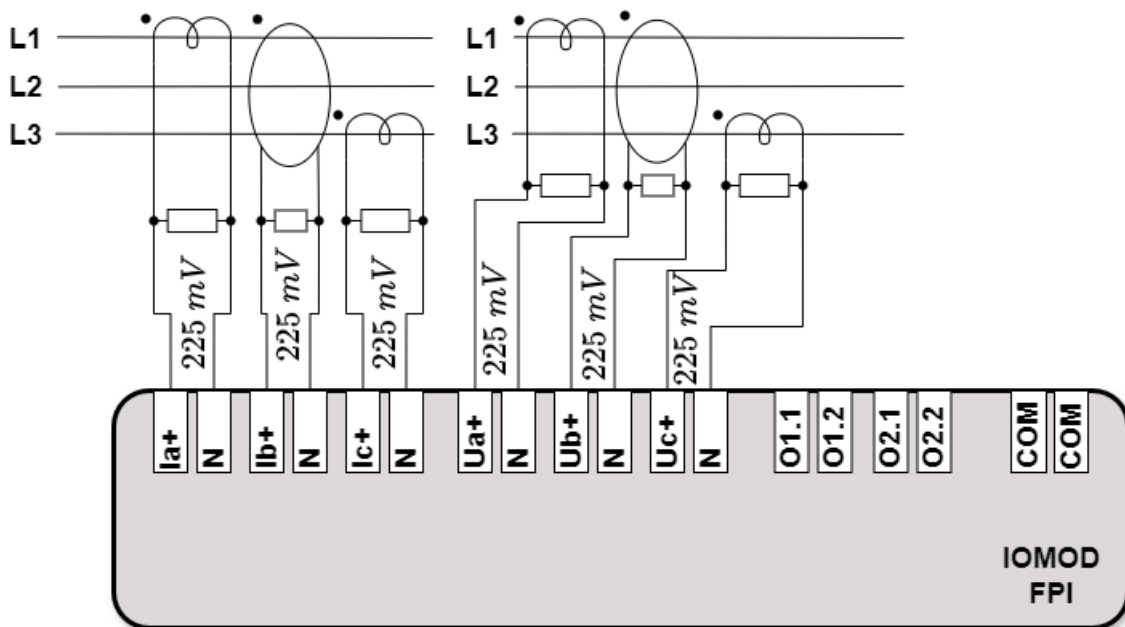 L1
L2
L3
L1
L2
L3
225 mV
225 mV
225 mV
225 mV
225 mV
225 mV
Ia+
N
Ib+
N
Ic+
N
Ua+
N
Ub+
N
Uc+
N
O1.1
O1.2
O2.1
O2.2
COM
COM
IOMOD
FPI